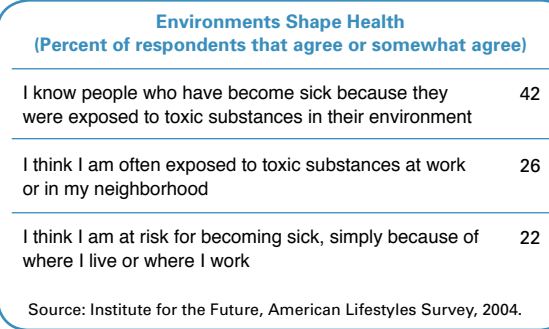 Environments Shape Health
(Percent of respondents that agree or somewhat agree)
I know people who have become sick because they 42
were exposed to toxic substances in their environment
I think I am often exposed to toxic substances at work 26
or in my neighborhood
I think I am at risk for becoming sick, simply because of 22
where I live or where I work
Source: Institute for the Future, American Lifestyles Survey, 2004.